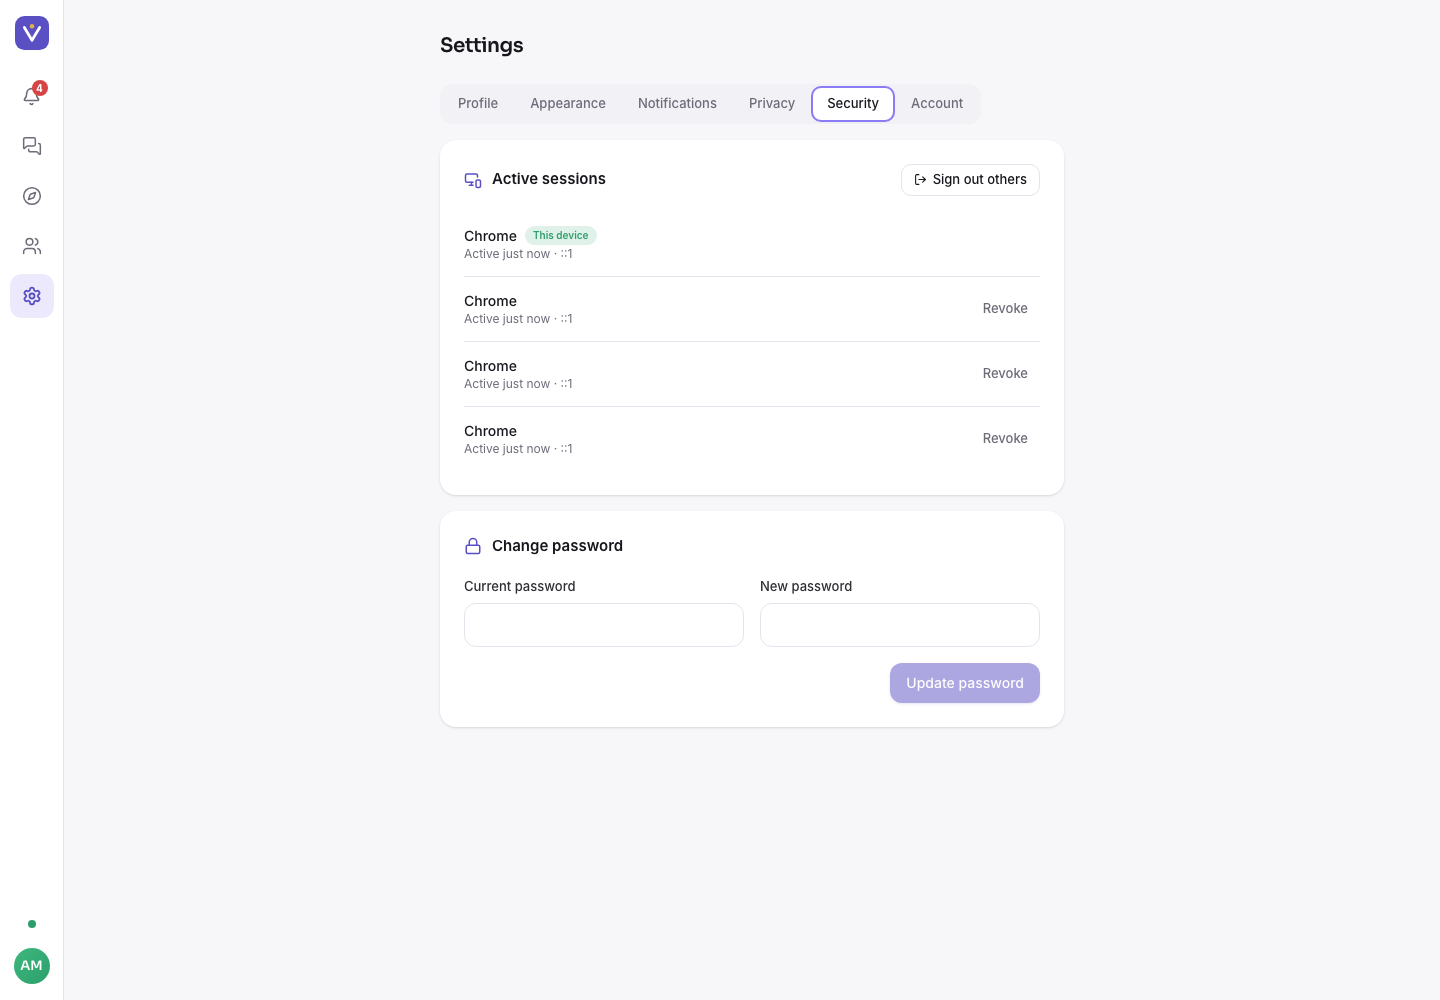 Settings
4
Profile Appearance Notifications Privacy Security Account
Active sessions
Sign out others
Chrome This device
Active just now · ::1
Chrome
Active just now · ::1
Revoke
Chrome
Active just now · ::1
Revoke
Chrome
Active just now · ::1
Revoke
Change password
Current password
New password
Update password
AM